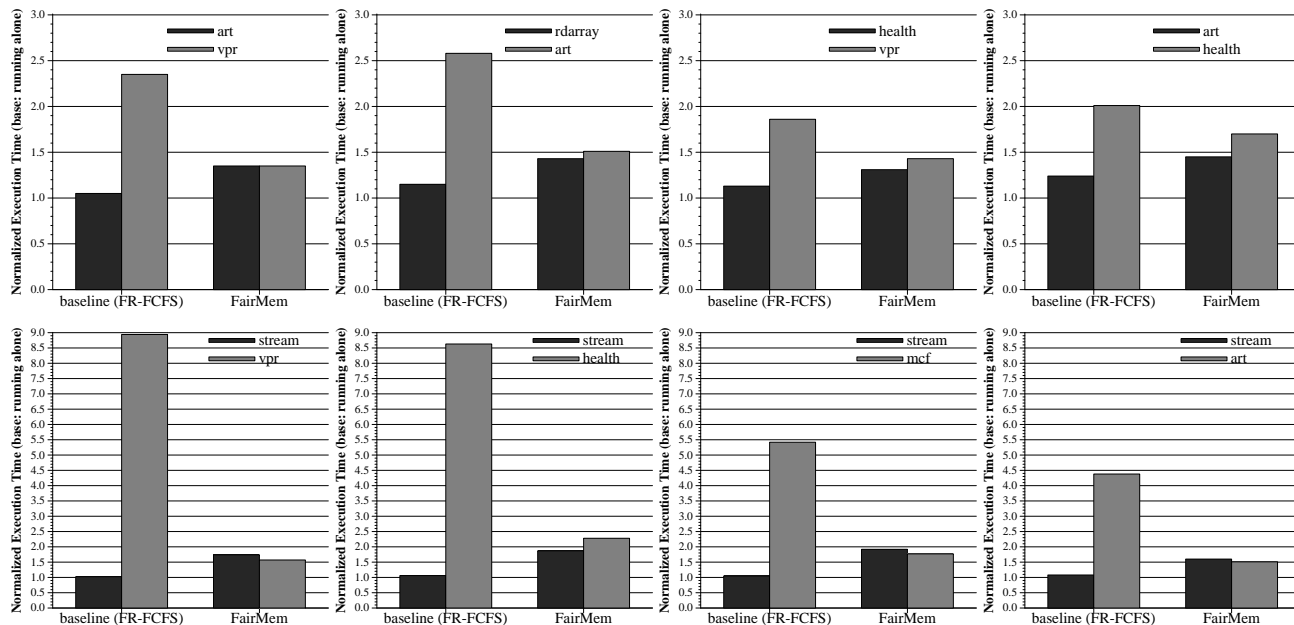 Normalized Execution Time (base: running alone)
3.0
2.5
2.0
1.5
1.0
0.5
0.0
art
vpr
baseline (FR-FCFS)
FairMem
Normalized Execution Time (base: running alone)
3.0
2.5
2.0
1.5
1.0
0.5
0.0
rdarray
art
baseline (FR-FCFS)
FairMem
Normalized Execution Time (base: running alone)
3.0
2.5
2.0
1.5
1.0
0.5
0.0
health
vpr
baseline (FR-FCFS)
FairMem
Normalized Execution Time (base: running alone)
3.0
2.5
2.0
1.5
1.0
0.5
0.0
art
health
baseline (FR-FCFS)
FairMem
Normalized Execution Time (base: running alone)
9.0
8.5
8.0
7.5
7.0
6.5
6.0
5.5
5.0
4.5
4.0
3.5
3.0
2.5
2.0
1.5
1.0
0.5
0.0
stream
vpr
baseline (FR-FCFS)
FairMem
Normalized Execution Time (base: running alone)
9.0
8.5
8.0
7.5
7.0
6.5
6.0
5.5
5.0
4.5
4.0
3.5
3.0
2.5
2.0
1.5
1.0
0.5
0.0
stream
health
baseline (FR-FCFS)
FairMem
Normalized Execution Time (base: running alone)
9.0
8.5
8.0
7.5
7.0
6.5
6.0
5.5
5.0
4.5
4.0
3.5
3.0
2.5
2.0
1.5
1.0
0.5
0.0
stream
mcf
baseline (FR-FCFS)
FairMem
Normalized Execution Time (base: running alone)
9.0
8.5
8.0
7.5
7.0
6.5
6.0
5.5
5.0
4.5
4.0
3.5
3.0
2.5
2.0
1.5
1.0
0.5
0.0
stream
art
baseline (FR-FCFS)
FairMem